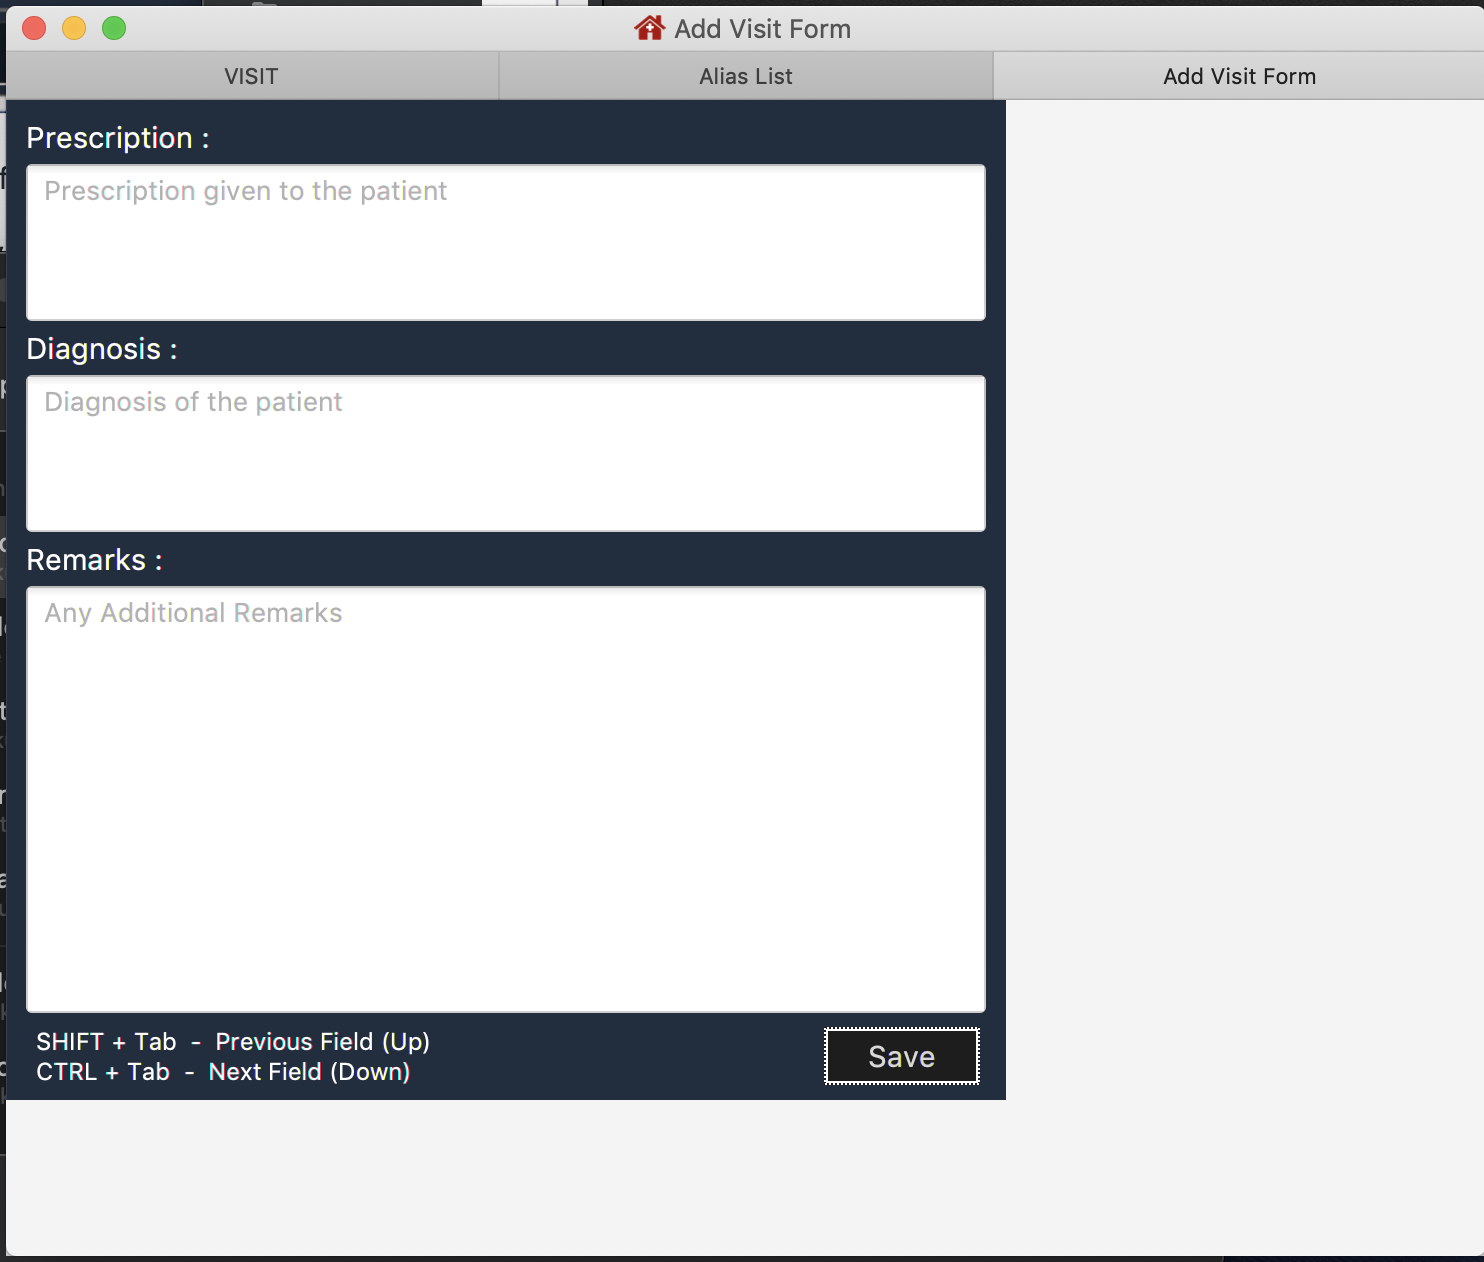 Add Visit Form
VISIT
Alias List
Add Visit Form
Prescription :
Prescription given to the patient
Diagnosis :
Diagnosis of the patient
Remarks :
Any Additional Remarks
SHIFT + Tab - Previous Field (Up)
CTRL + Tab - Next Field (Down)
Save